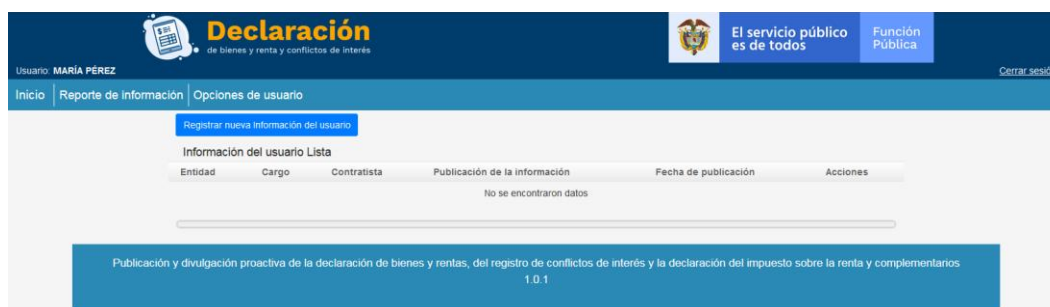 Declaración
de bienes y renta y conflictos de interés
El servicio público
es de todos
Función
Pública
Usuario: MARÍA PÉREZ
Cerrar sesió
Inicio Reporte de información Opciones de usuario
Registrar nueva Información del usuario
Información del usuario Lista
Entidad Cargo Contratista Publicación de la información Fecha de publicación Acciones
No se encontraron datos
Publicación y divulgación proactiva de la declaración de bienes y rentas, del registro de conflictos de interés y la declaración del impuesto sobre la renta y complementarios
1.0.1